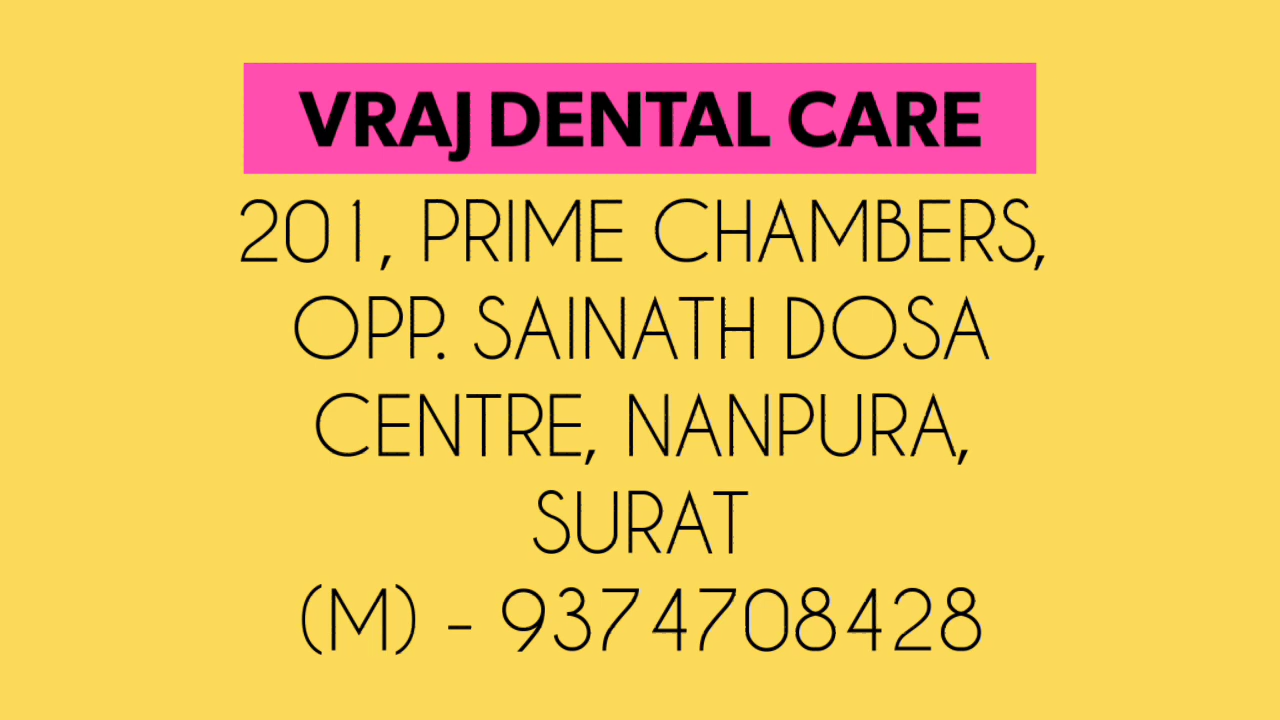 VRAJ DENTAL CARE
201, PRIME CHAMBERS,
OPP. SAINATH DOSA
CENTRE, NANPURA,
SURAT
(M) - 9374708428